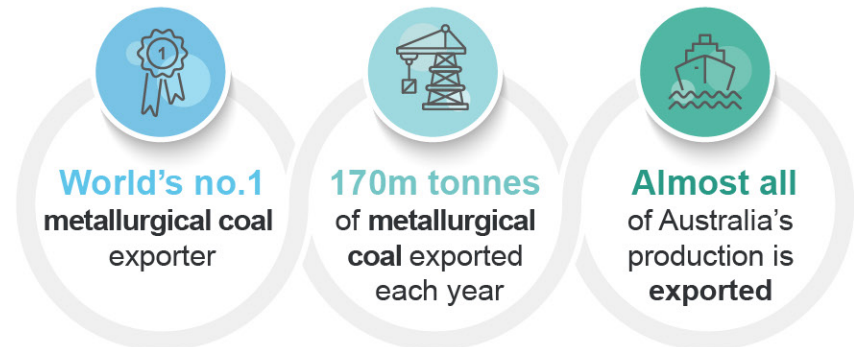 1
World's no.1
metallurgical coal
exporter
170m tonnes
of metallurgical
coal exported
each year
Almost all
of Australia's
production is
exported